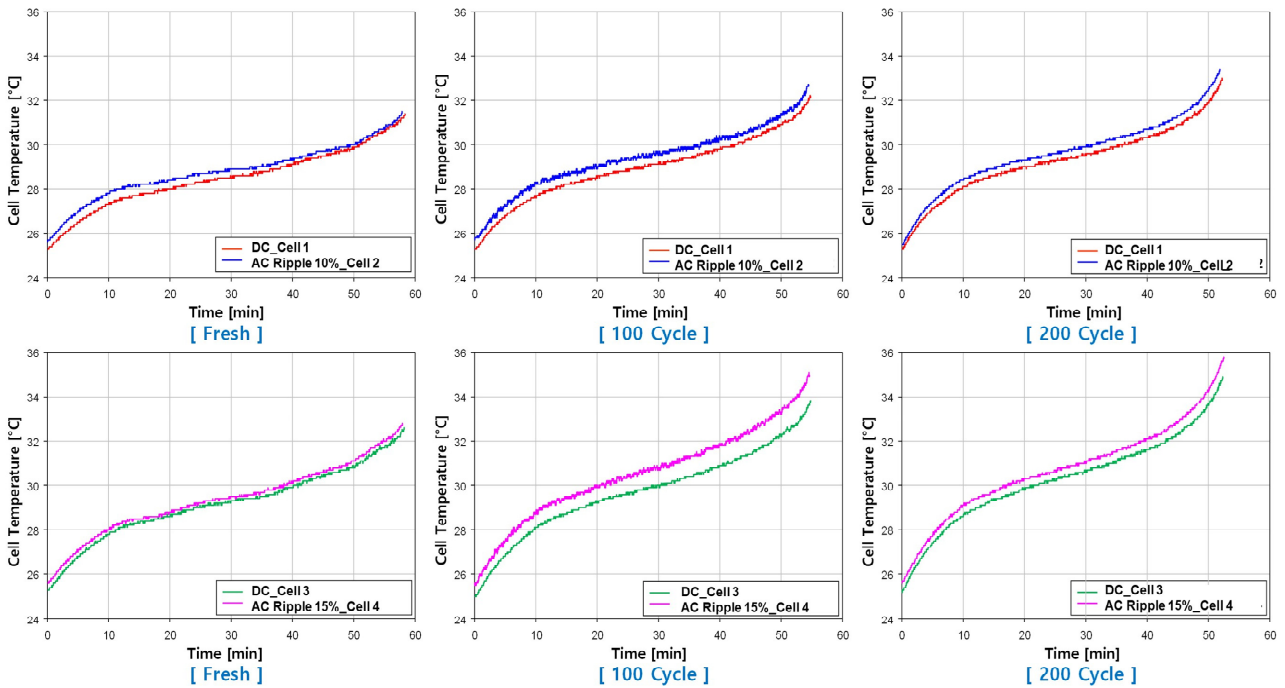 36
34
32
30
28
26
24
Cell Temperature [°C]
DC_Cell 1
AC Ripple 10%_Cell 2
0 10 20 30 40 50 60
Time [min]
[ Fresh ]
36
34
32
30
28
26
24
Cell Temperature [°C]
DC_Cell 1
AC Ripple 10%_Cell 2
0 10 20 30 40 50 60
Time [min]
[ 100 Cycle ]
36
34
32
30
28
26
24
Cell Temperature [°C]
DC_Cell 1
AC Ripple 10%_Cell.2 2
0 10 20 30 40 50 60
Time [min]
[ 200 Cycle ]
36
34
32
30
28
26
24
Cell Temperature [°C]
DC_Cell 3
AC Ripple 15%_Cell 4
0 10 20 30 40 50 60
Time [min]
[ Fresh ]
36
34
32
30
28
26
24
Cell Temperature [°C]
DC_Cell 3
AC Ripple 15%_Cell 4
0 10 20 30 40 50 60
Time [min]
[ 100 Cycle ]
36
34
32
30
28
26
24
Cell Temperature [°C]
DC_Cell 3
AC Ripple 15%_Cell 4
0 10 20 30 40 50 60
Time [min]
[ 200 Cycle ]